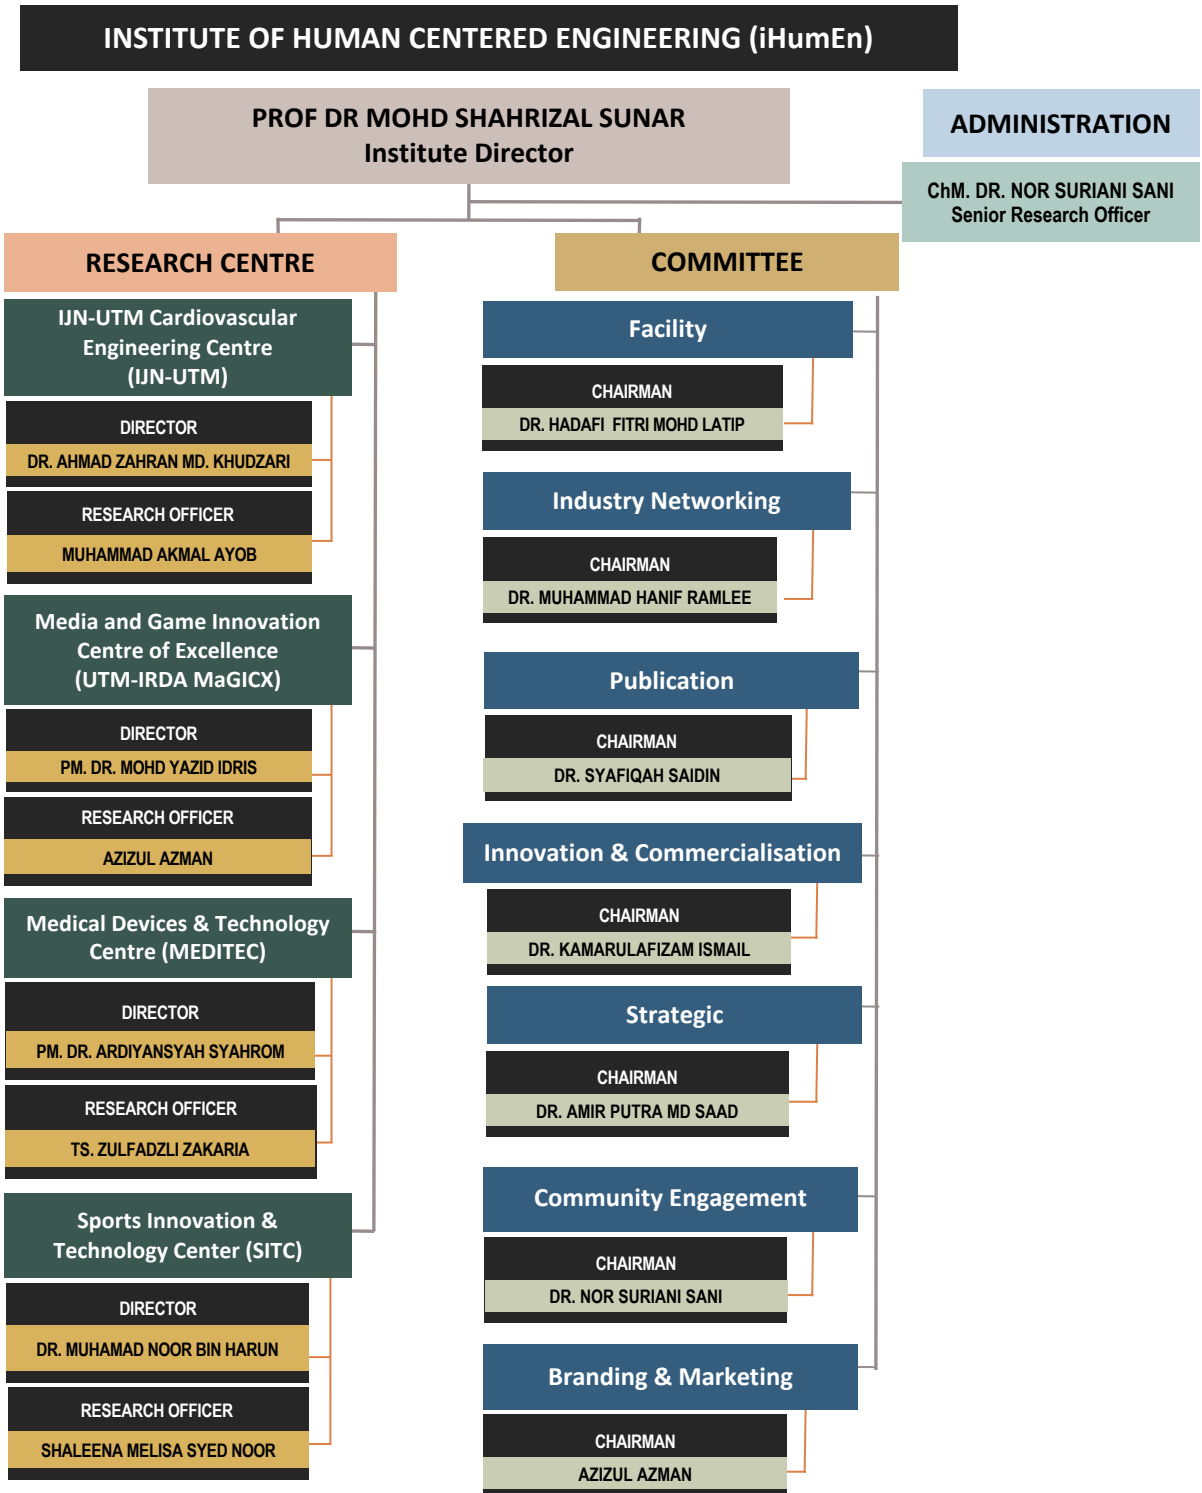 INSTITUTE OF HUMAN CENTERED ENGINEERING (iHumEn)
PROF DR MOHD SHAHRIZAL SUNAR
Institute Director
ADMINISTRATION
ChM. DR. NOR SURIANI SANI
Senior Research Officer
RESEARCH CENTRE
IJN-UTM Cardiovascular
Engineering Centre
(IJN-UTM)
DIRECTOR
DR. AHMAD ZAHRAN MD. KHUDZARI
RESEARCH OFFICER
MUHAMMAD AKMAL AYOB
Media and Game Innovation
Centre of Excellence
(UTM-IRDA MaGICX)
DIRECTOR
PM. DR. MOHD YAZID IDRIS
RESEARCH OFFICER
AZIZUL AZMAN
Medical Devices & Technology
Centre (MEDITEC)
DIRECTOR
PM. DR. ARDIYANSYAH SYAHROM
RESEARCH OFFICER
TS. ZULFADZLI ZAKARIA
Sports Innovation &
Technology Center (SITC)
DIRECTOR
DR. MUHAMAD NOOR BIN HARUN
RESEARCH OFFICER
SHALEENA MELISA SYED NOOR
COMMITTEE
Facility
CHAIRMAN
DR. HADAFI FITRI MOHD LATIP
Industry Networking
CHAIRMAN
DR. MUHAMMAD HANIF RAMLEE
Publication
CHAIRMAN
DR. SYAFIQAH SAIDIN
Innovation & Commercialisation
CHAIRMAN
DR. KAMARULAFIZAM ISMAIL
Strategic
CHAIRMAN
DR. AMIR PUTRA MD SAAD
Community Engagement
CHAIRMAN
DR. NOR SURIANI SANI
Branding & Marketing
CHAIRMAN
AZIZUL AZMAN